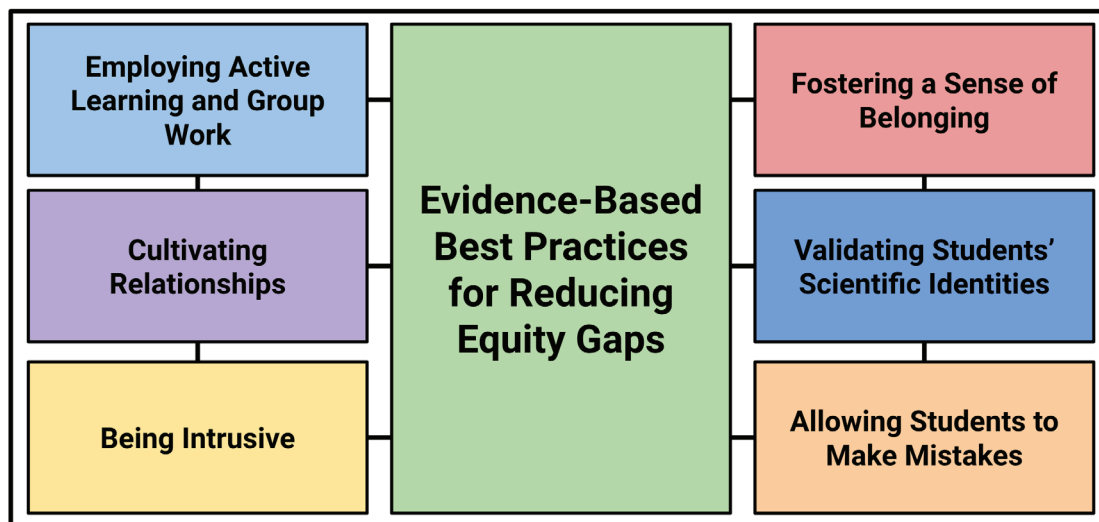 Employing Active
Learning and Group
Work
Cultivating
Relationships
Being Intrusive
Evidence-Based
Best Practices
for Reducing
Equity Gaps
Fostering a Sense of
Belonging
Validating Students’
Scientific Identities
Allowing Students to
Make Mistakes